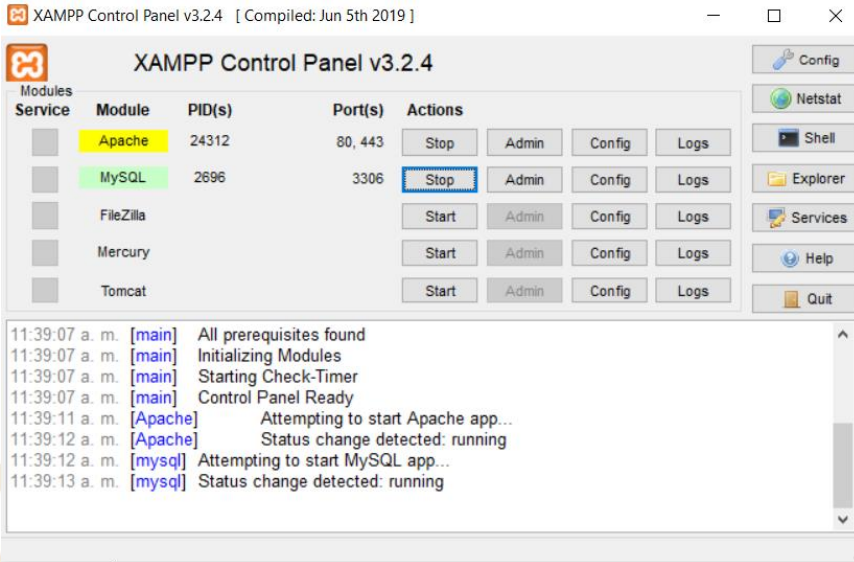 XAMPP Control Panel v3.2.4 [ Compiled: Jun 5th 2019 ]
XAMPP Control Panel v3.2.4
Config
Modules
Netstat
Service Module PID(s) Port(s) Actions
Apache 24312 80, 443 Stop Admin Config Logs
Shell
MySQL 2696 3306 Stop Admin Config Logs
Explorer
FileZilla Start Admin Config Logs
Services
Mercury Start Admin Config Logs
Help
Tomcat Start Admin Config Logs
Quit
11:39:07 a. m. [main] All prerequisites found
11:39:07 a. m. [main] Initializing Modules
11:39:07 a. m. [main] Starting Check-Timer
11:39:07 a. m. [main] Control Panel Ready
11:39:11 a. m. [Apache] Attempting to start Apache app...
11:39:12 a. m. [Apache] Status change detected: running
11:39:12 a. m. [mysql] Attempting to start MySQL app...
11:39:13 a. m. [mysql] Status change detected: running